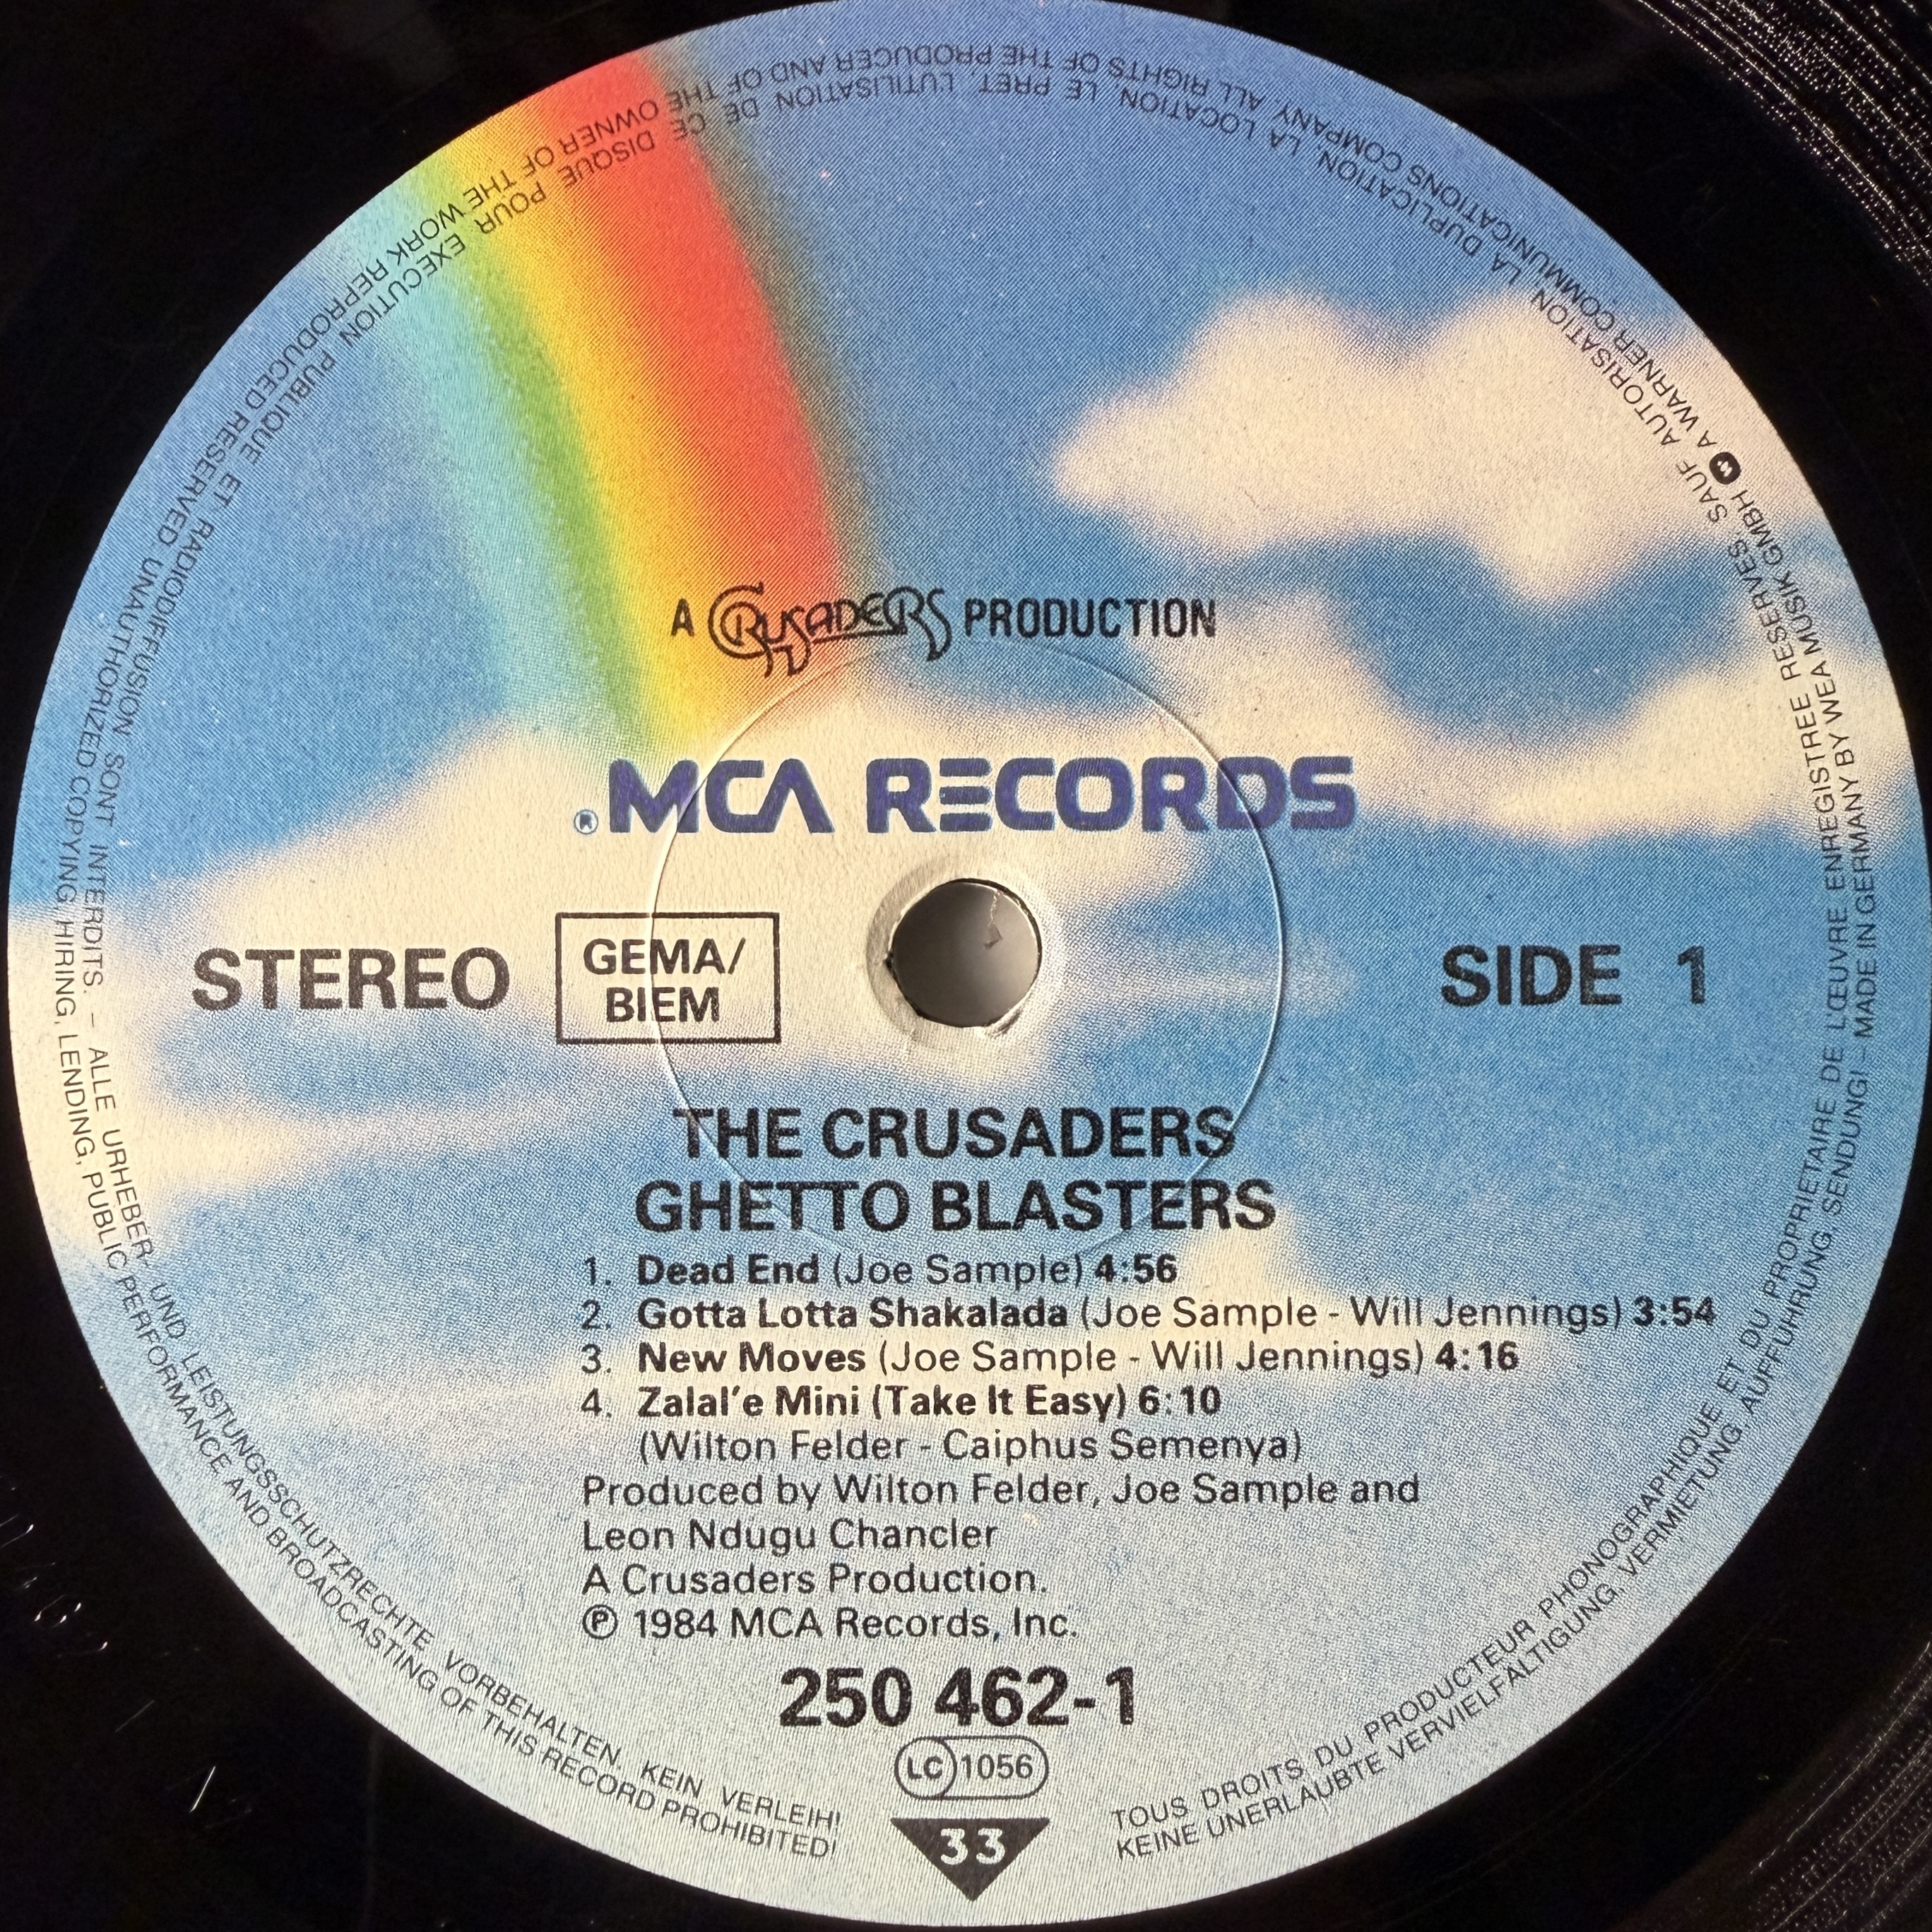 A CRUSADERS PRODUCTION
® MCA RECORDS
STEREO
GEMA/
BIEM
SIDE 1
THE CRUSADERS
GHETTO BLASTERS
1. Dead End (Joe Sample) 4:56
2. Gotta Lotta Shakalada (Joe Sample - Will Jennings) 3:54
3. New Moves (Joe Sample - Will Jennings) 4:16
4. Zalal'e Mini (Take It Easy) 6:10
(Wilton Felder - Caiphus Semenya)
Produced by Wilton Felder, Joe Sample and
Leon Ndugu Chancler
A Crusaders Production.
℗ 1984 MCA Records, Inc.
250 462-1
LC 1056
33
TOUS DROITS DU PRODUCTEUR PHONOGRAPHIQUE ET DU PROPRIETAIRE DE LŒUVRE ENREGISTREE RESERVES. SAUF AUTORISATION LA DUPLICATION, LA LOCATION, LE PRET, L'UTILISATION DE CE DISQUE POUR EXECUTION PUBLIQUE ET RADIODIFFUSION SONT INTERDITS. – ALLE URHEBER- UND LEISTUNGSSCHUTZRECHTE VORBEHALTEN. KEIN VERLEIH!
KEINE UNERLAUBTE VERVIELFALTIGUNG, VERMIETUNG, AUFFUHRUNG, SENDUNG! – MADE IN GERMANY BY WEA MUSIK GMBH A WARNER COMMUNICATIONS COMPANY. ALL RIGHTS OF THE PRODUCER AND OF THE OWNER OF THE WORK REPRODUCED RESERVED UNAUTHORIZED COPYING, HIRING, LENDING, PUBLIC PERFORMANCE AND BROADCASTING OF THIS RECORD PROHIBITED!